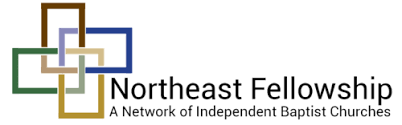 Northeast Fellowship
A Network of Independent Baptist Churches